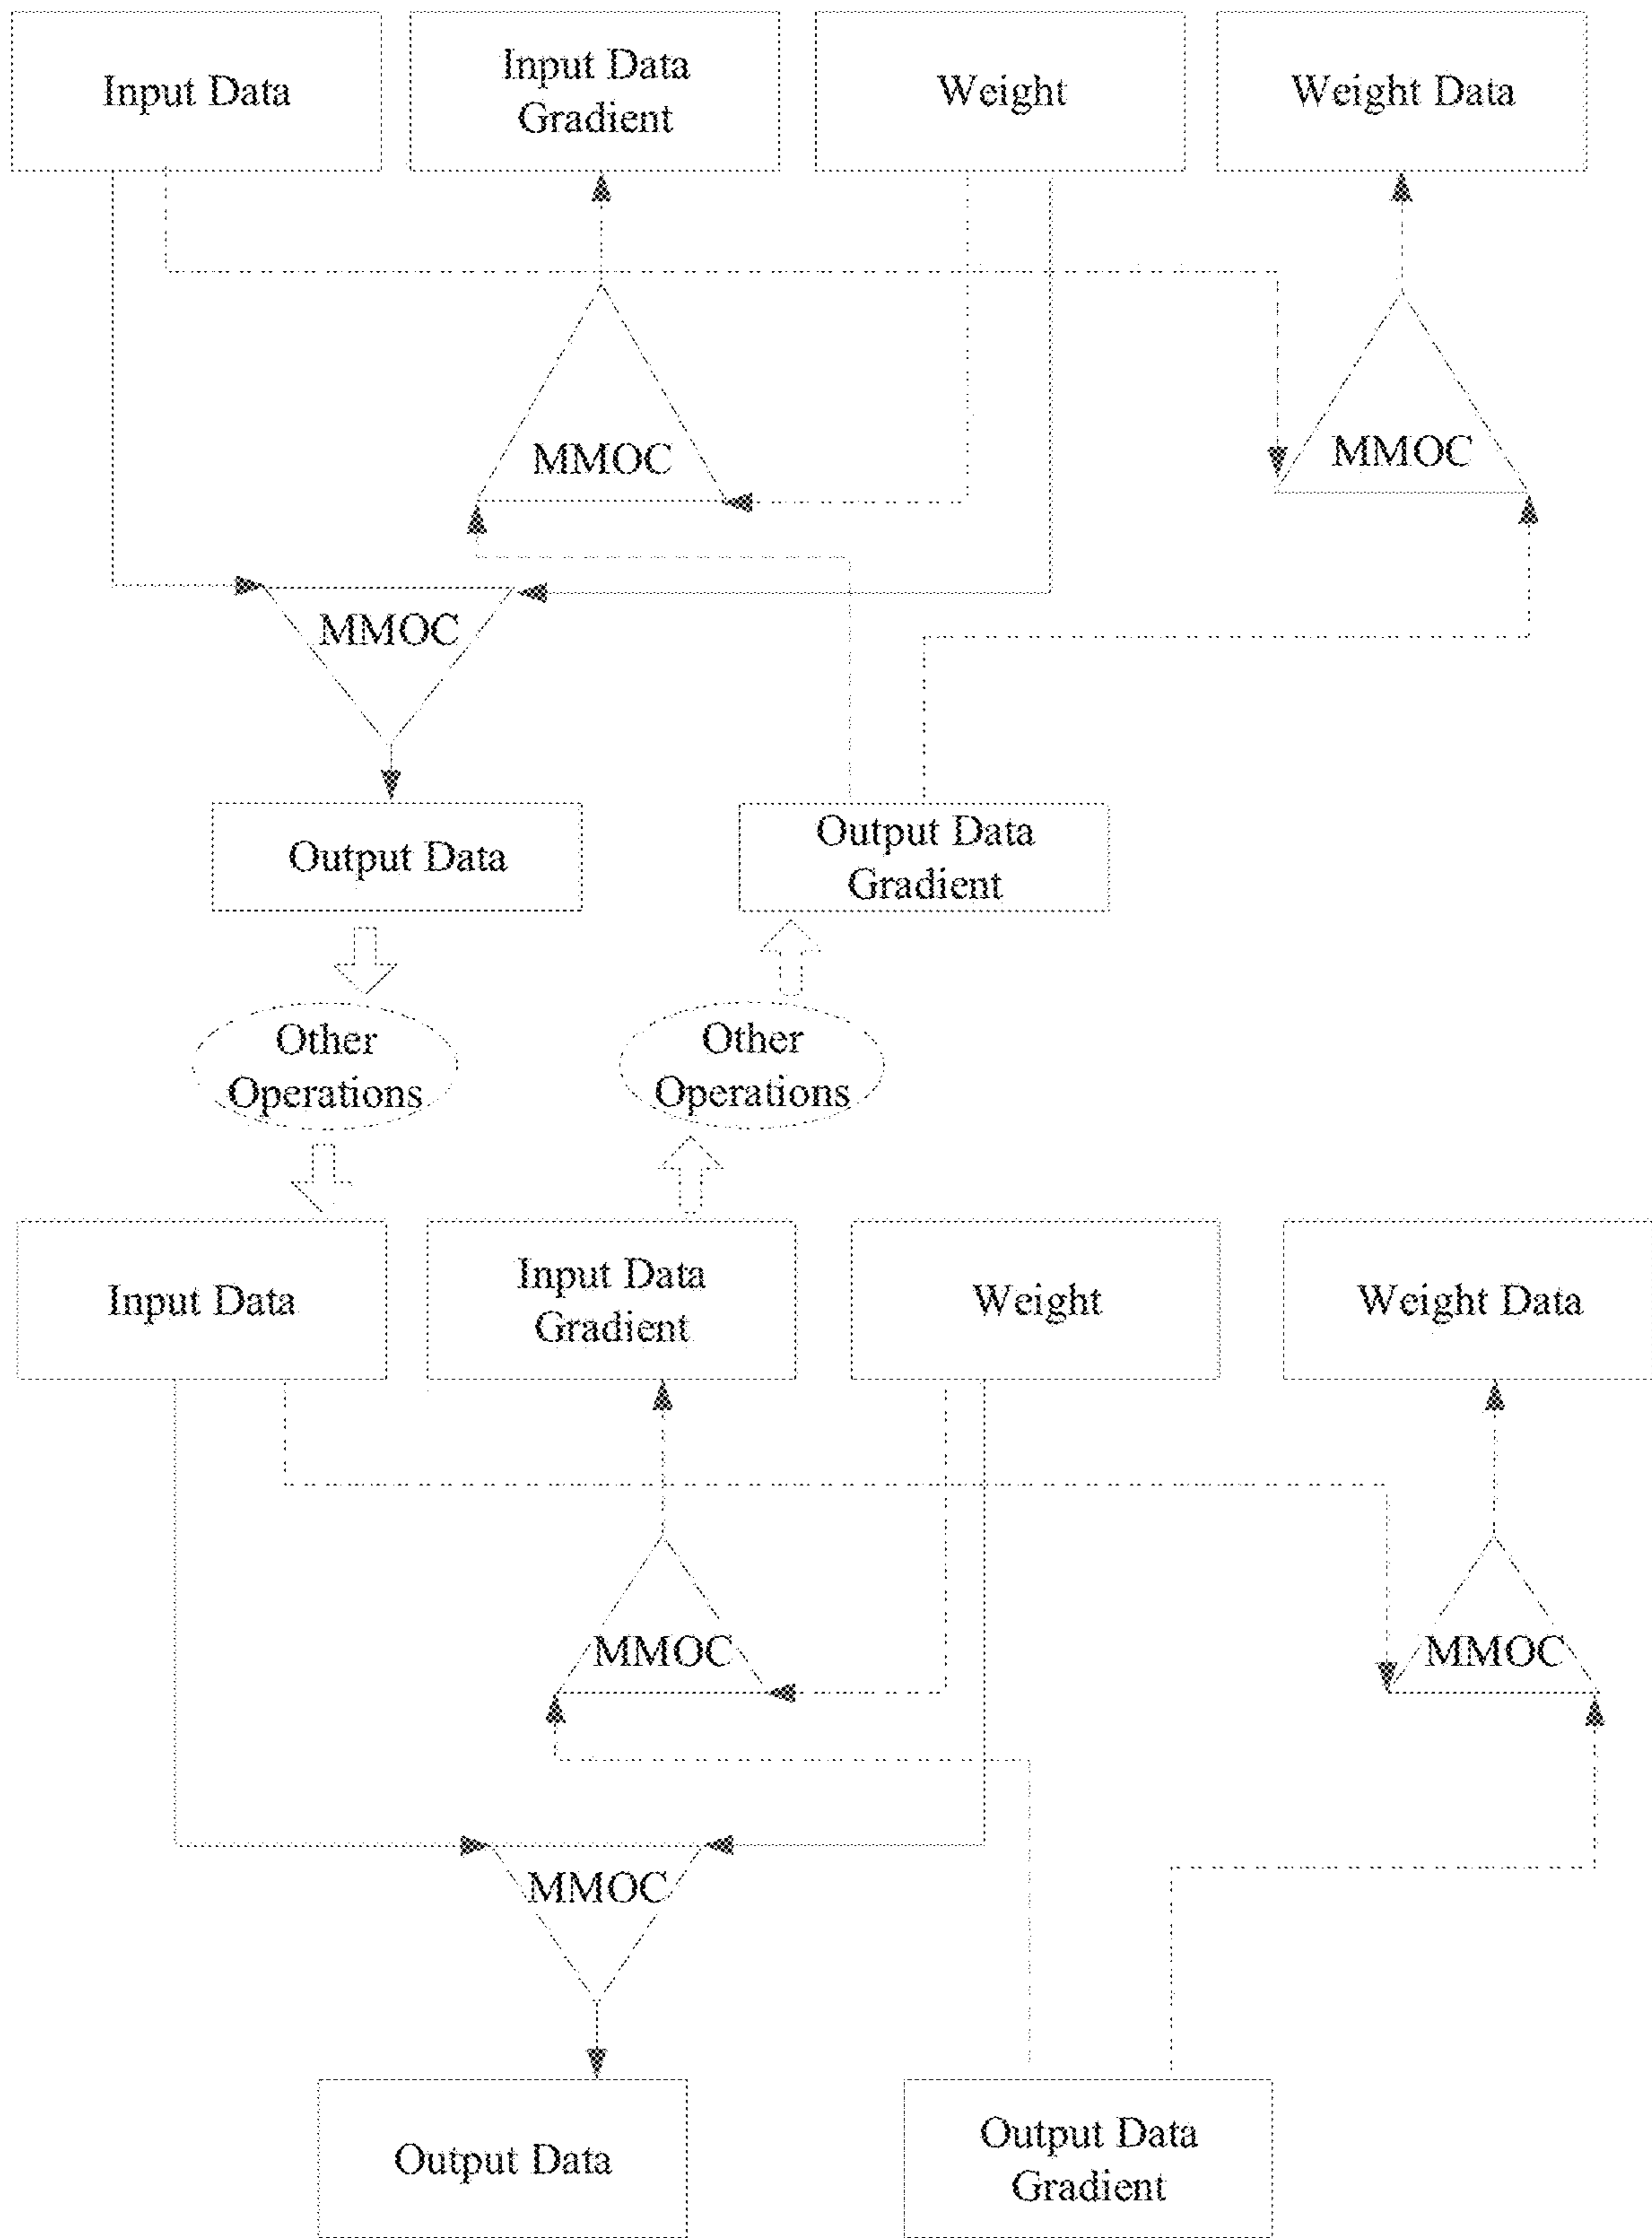 Input Data
Input Data
Gradient
Weight
Weight Data
MMOC
MMOC
MMOC
Output Data
Output Data
Gradient
Other
Operations
Other
Operations
Input Data
Input Data
Gradient
Weight
Weight Data
MMOC
MMOC
MMOC
Output Data
Output Data
Gradient